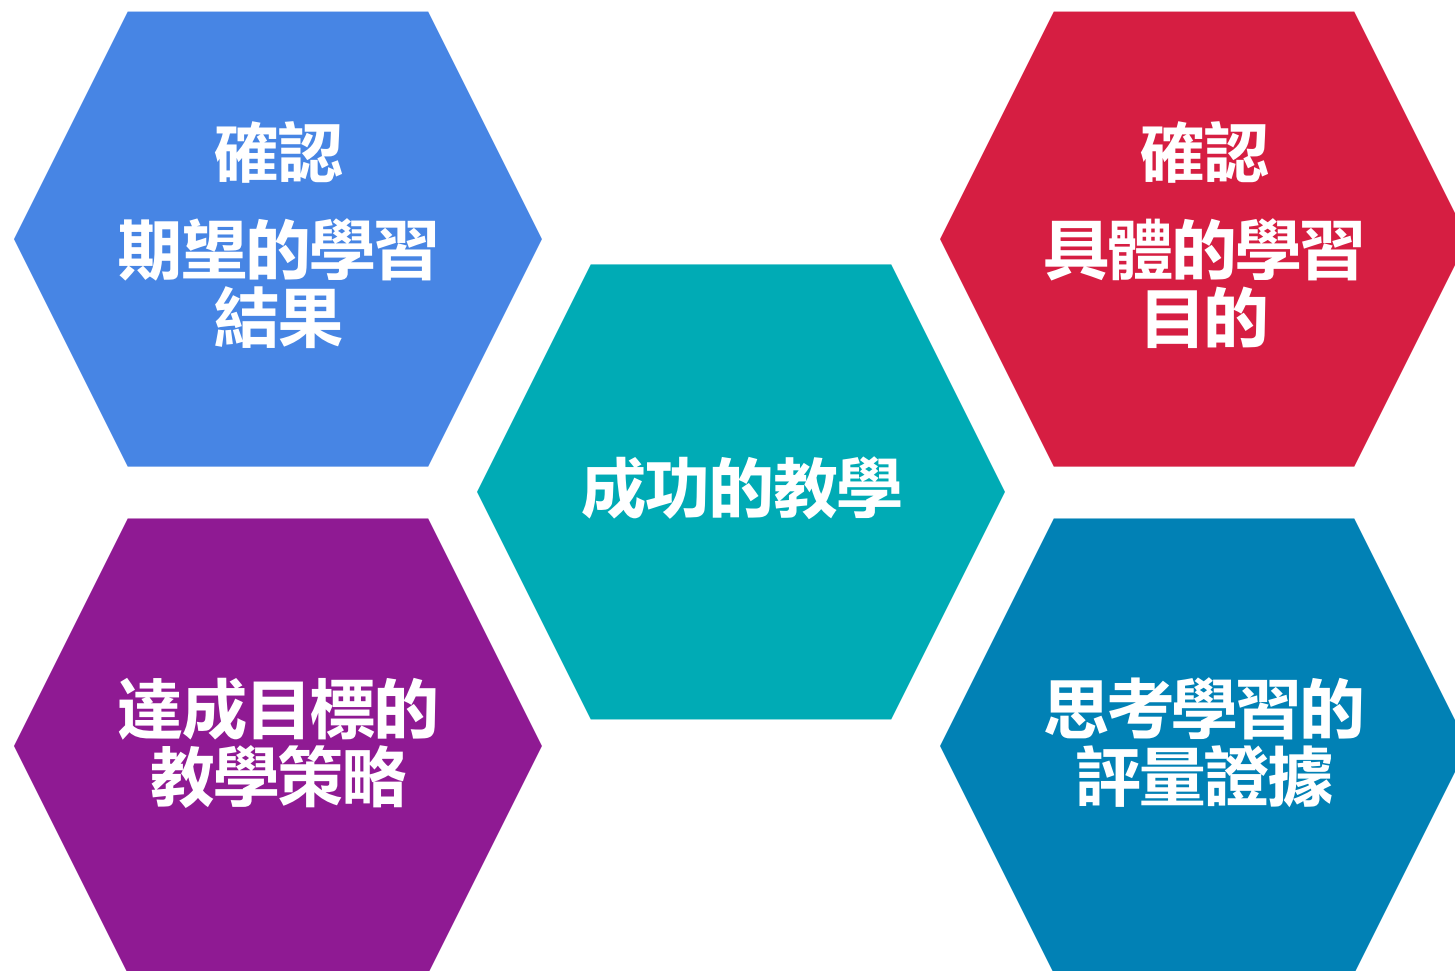 確認
期望的學習
結果
確認
具體的學習
目的
成功的教學
達成目標的
教學策略
思考學習的
評量證據